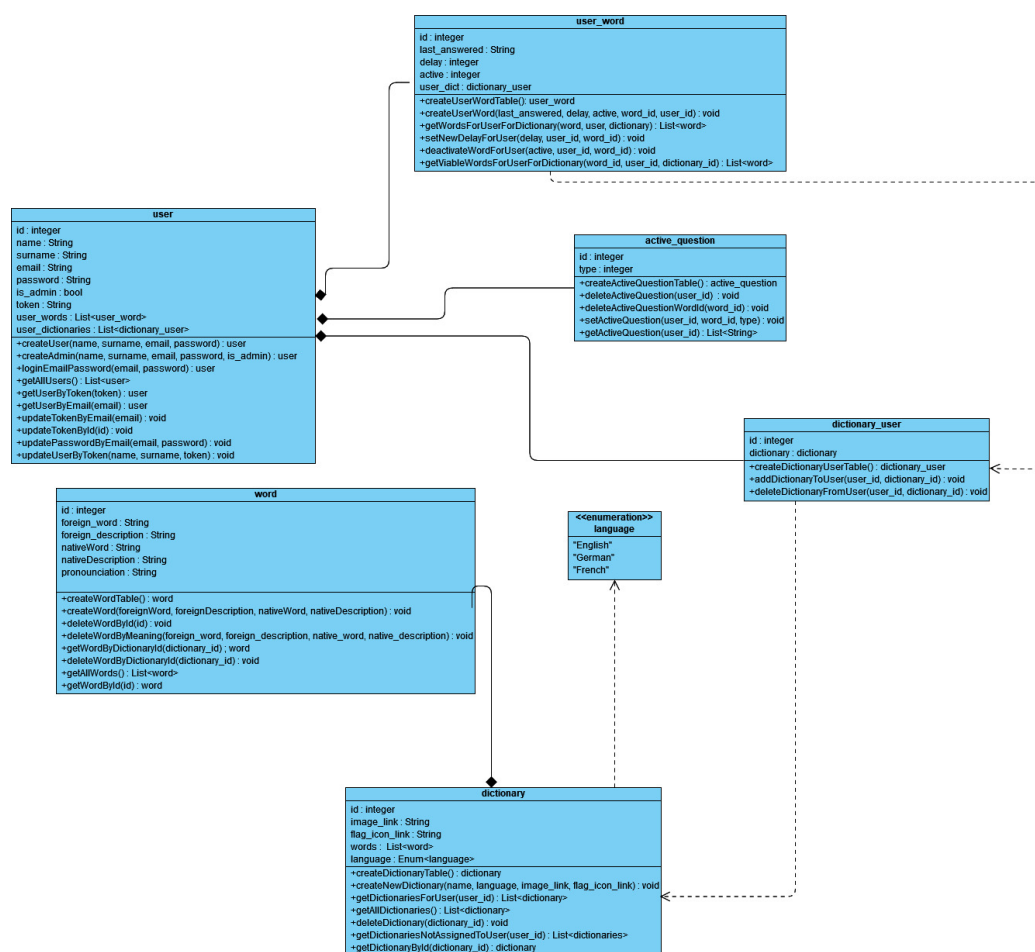 user_word
id : integer
last_answered : String
delay : integer
active : integer
user_dict : dictionary_user
+createUserWordTable(): user_word
+createUserWord(last_answered, delay, active, word_id, user_id) : void
+getWordsForUserForDictionary(word, user, dictionary) : List<word>
+setNewDelayForUser(delay, user_id, word_id) : void
+deactivateWordForUser(active, user_id, word_id) : void
+getViableWordsForUserForDictionary(word_id, user_id, dictionary_id) : List<word>
user
id : integer
name : String
surname : String
email : String
password : String
is_admin : bool
token : String
user_words : List<user_word>
user_dictionaries : List<dictionary_user>
+createUser(name, surname, email, password) : user
+createAdmin(name, surname, email, password, is_admin) : user
+loginEmailPassword(email, password) : user
+getAllUsers() : List<user>
+getUserByToken(token) : user
+getUserByEmail(email) : user
+updateTokenByEmail(email) : void
+updateTokenById(id) : void
+updatePasswordByEmail(email, password) : void
+updateUserByToken(name, surname, token) : void
active_question
id : integer
type : integer
+createActiveQuestionTable() : active_question
+deleteActiveQuestion(user_id) : void
+deleteActiveQuestionWordId(word_id) : void
+setActiveQuestion(user_id, word_id, type) : void
+getActiveQuestion(user_id) : List<String>
dictionary_user
id : integer
dictionary : dictionary
+createDictionaryUserTable() : dictionary_user
+addDictionaryToUser(user_id, dictionary_id) : void
+deleteDictionaryFromUser(user_id, dictionary_id) : void
word
id : integer
foreign_word : String
foreign_description : String
nativeWord : String
nativeDescription : String
pronounciation : String
+createWordTable() : word
+createWord(foreignWord, foreignDescription, nativeWord, nativeDescription) : void
+deleteWordById(id) : void
+deleteWordByMeaning(foreign_word, foreign_description, native_word, native_description) : void
+getWordByDictionaryId(dictionary_id) ; word
+deleteWordByDictionaryId(dictionary_id) : void
+getAllWords() : List<word>
+getWordById(id) : word
<<enumeration>>
language
"English"
"German"
"French"
dictionary
id : integer
image_link : String
flag_icon_link : String
words :  List<word>
language : Enum<language>
+createDictionaryTable() : dictionary
+createNewDictionary(name, language, image_link, flag_icon_link) : void
+getDictionariesForUser(user_id) : List<dictionary>
+getAllDictionaries() : List<dictionary>
+deleteDictionary(dictionary_id) : void
+getDictionariesNotAssignedToUser(user_id) : List<dictionaries>
+getDictionaryById(dictionary_id) : dictionary